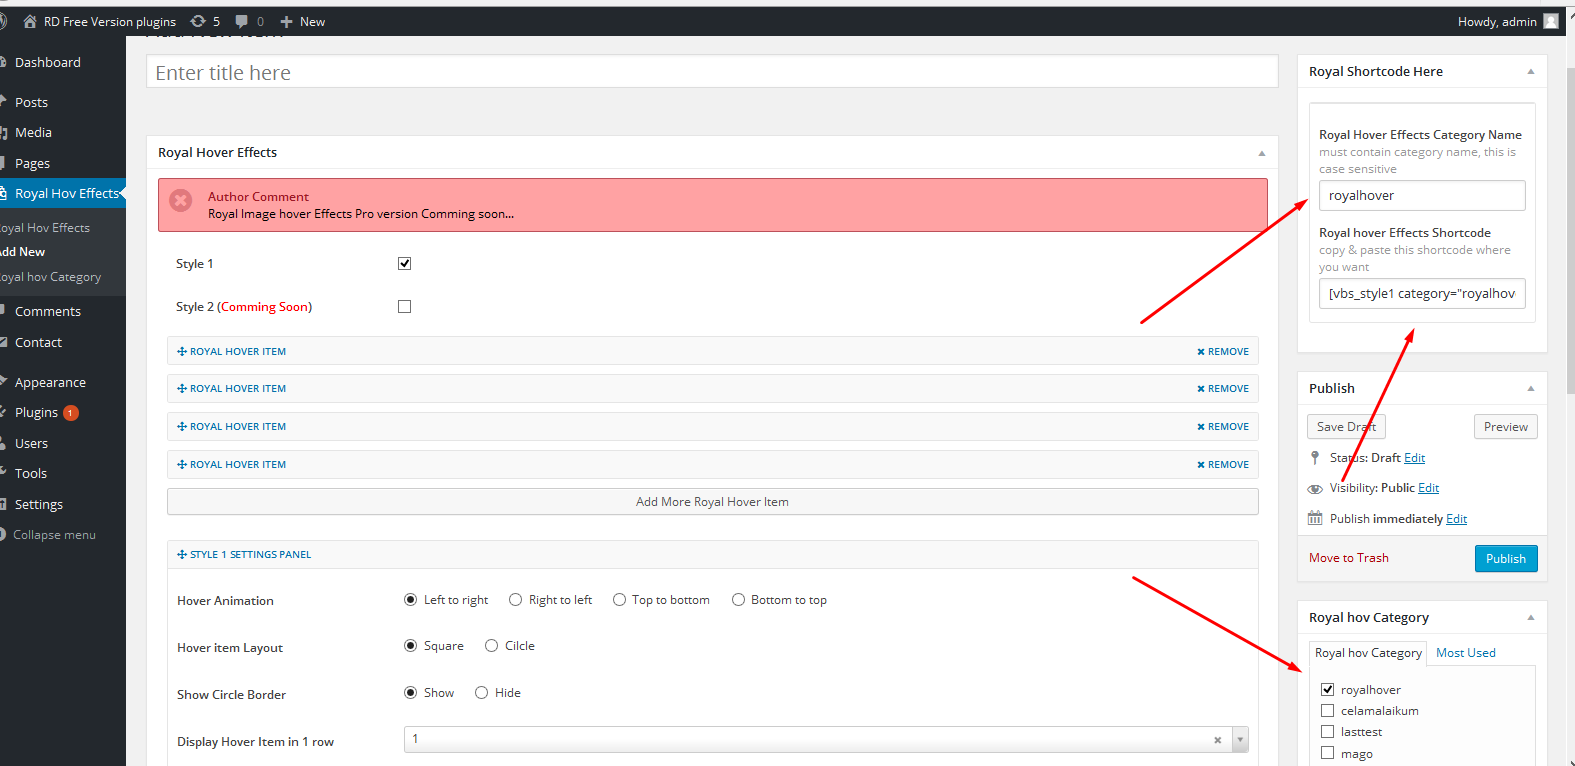 RD Free Version plugins 5 0 New
Howdy, admin
Dashboard
Posts
Media
Pages
Royal Hov Effects
oyal Hov Effects
dd New
oyal hov Category
Comments
Contact
Appearance
Plugins 1
Users
Tools
Settings
Collapse menu
Enter title here
Royal Hover Effects
Author Comment
Royal Image hover Effects Pro version Comming soon...
Style 1
Style 2 (Comming Soon)
ROYAL HOVER ITEM REMOVE
ROYAL HOVER ITEM REMOVE
ROYAL HOVER ITEM REMOVE
ROYAL HOVER ITEM REMOVE
Add More Royal Hover Item
STYLE 1 SETTINGS PANEL
Hover Animation Left to right Right to left Top to bottom Bottom to top
Hover item Layout Square Cilcle
Show Circle Border Show Hide
Display Hover Item in 1 row 1
Royal Shortcode Here
Royal Hover Effects Category Name
must contain category name, this is
case sensitive
royalhover
Royal hover Effects Shortcode
copy & paste this shortcode where
you want
[vbs_style1 category="royalhov
Publish
Save Draft Preview
Status: Draft Edit
Visibility: Public Edit
Publish immediately Edit
Move to Trash Publish
Royal hov Category
Royal hov Category Most Used
royalhover
celamalaikum
lasttest
mago